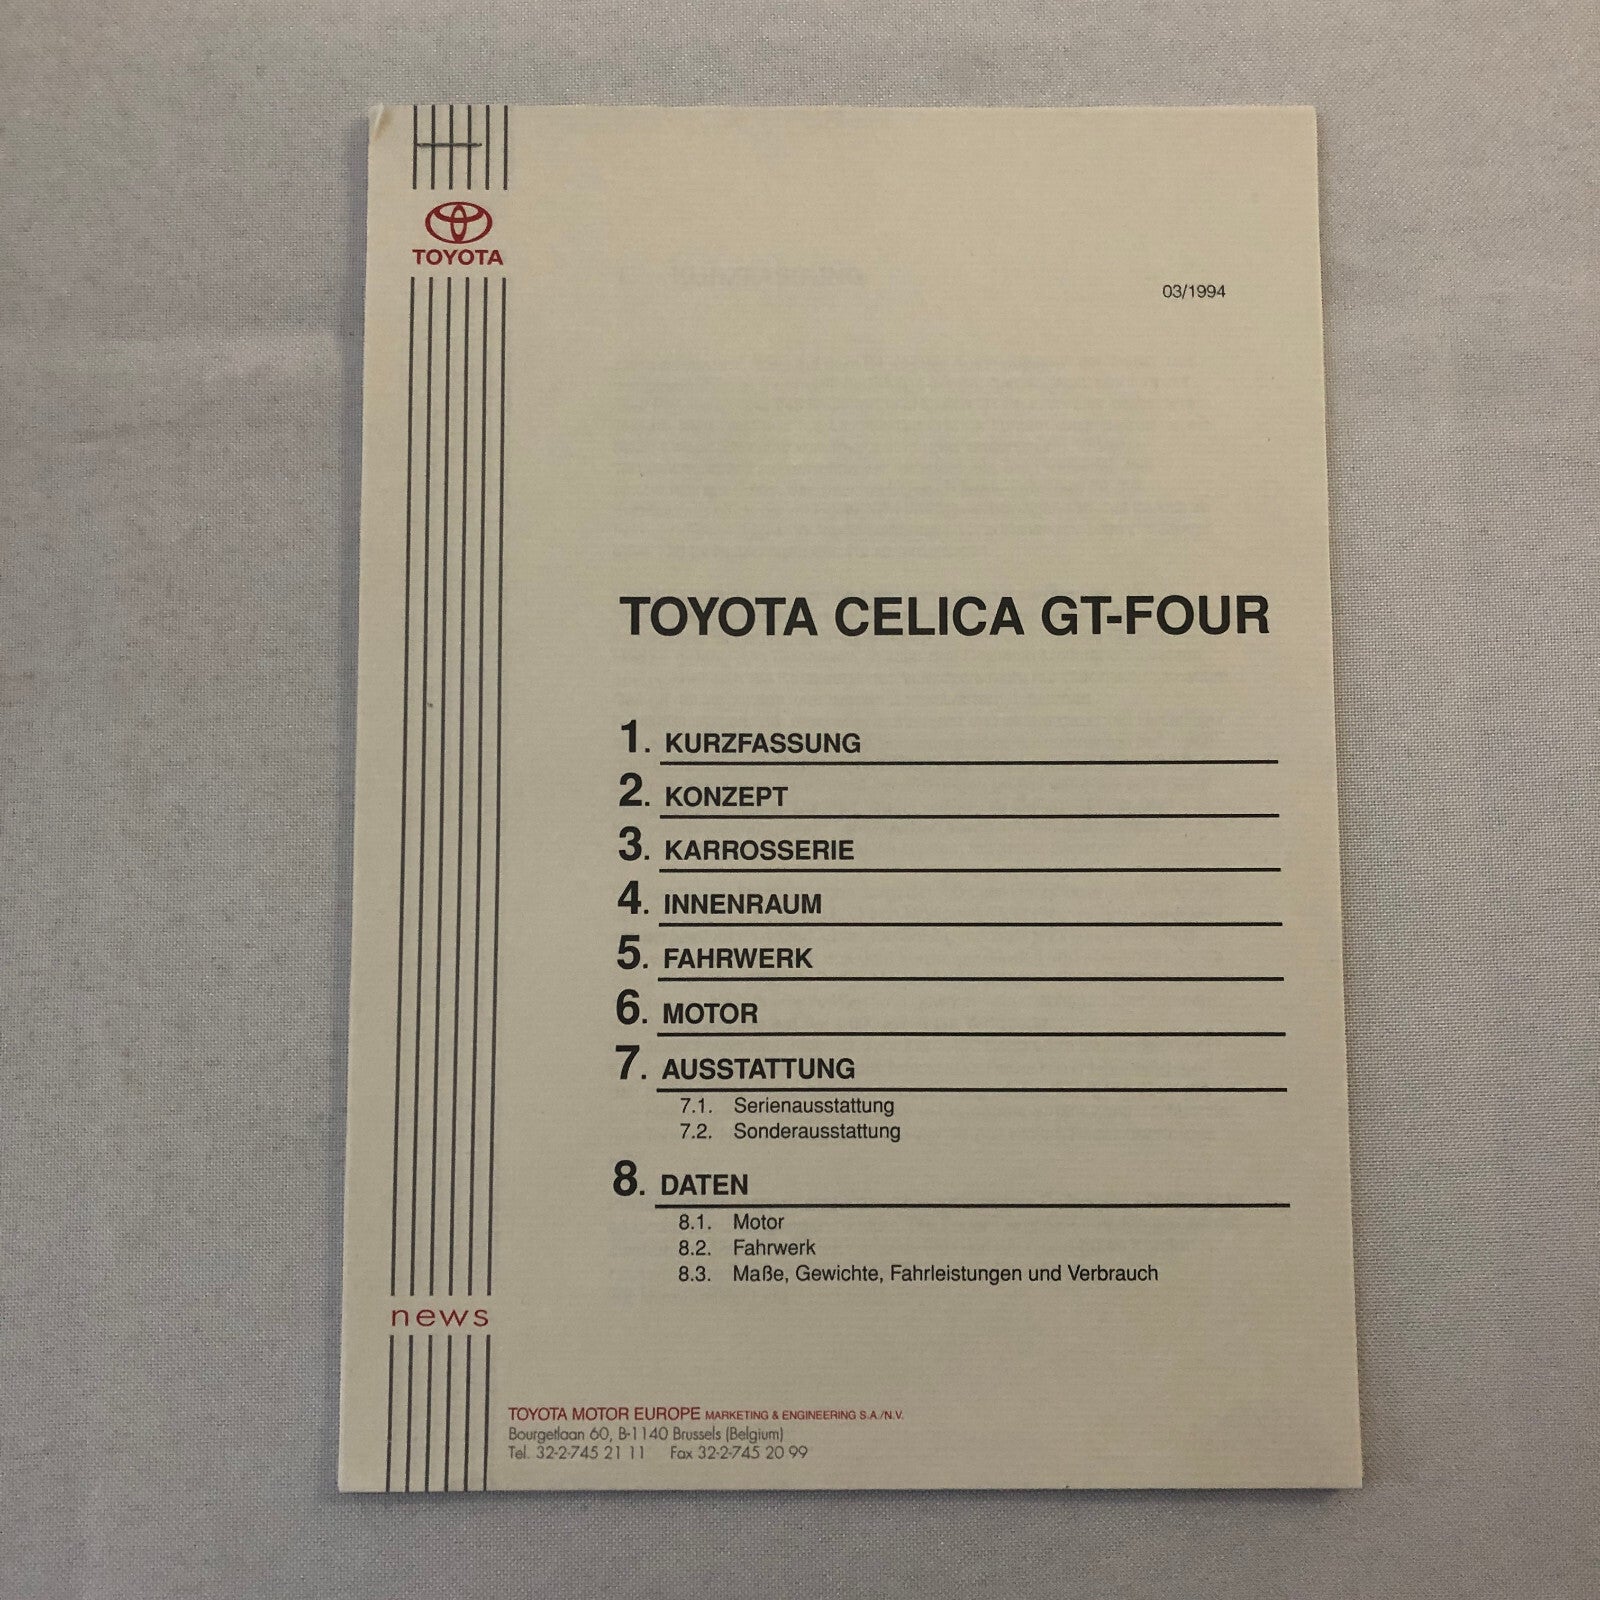 TOYOTA
03/1994
TOYOTA CELICA GT-FOUR
1. KURZFASSUNG
2. KONZEPT
3. KARROSSERIE
4. INNENRAUM
5. FAHRWERK
6. MOTOR
7. AUSSTATTUNG
7.1. Serienausstattung
7.2. Sonderausstattung
8. DATEN
8.1. Motor
8.2. Fahrwerk
8.3. Maße, Gewichte, Fahrleistungen und Verbrauch
news
TOYOTA MOTOR EUROPE MARKETING & ENGINEERING S.A./N.V.
Bourgetlaan 60, B-1140 Brussels (Belgium)
Tel. 32-2-745 21 11 Fax 32-2-745 20 99